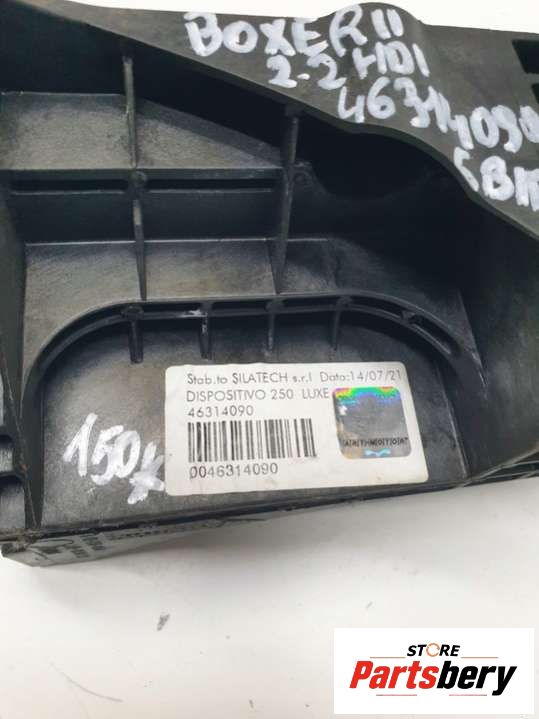 BOXER II
2.2 HDI
46314090
Stab.to SILATECH s.r.l Data:14/07/21
DISPOSITIVO 250 LUXE
46314090
0046314090
150
STORE
Partsbery